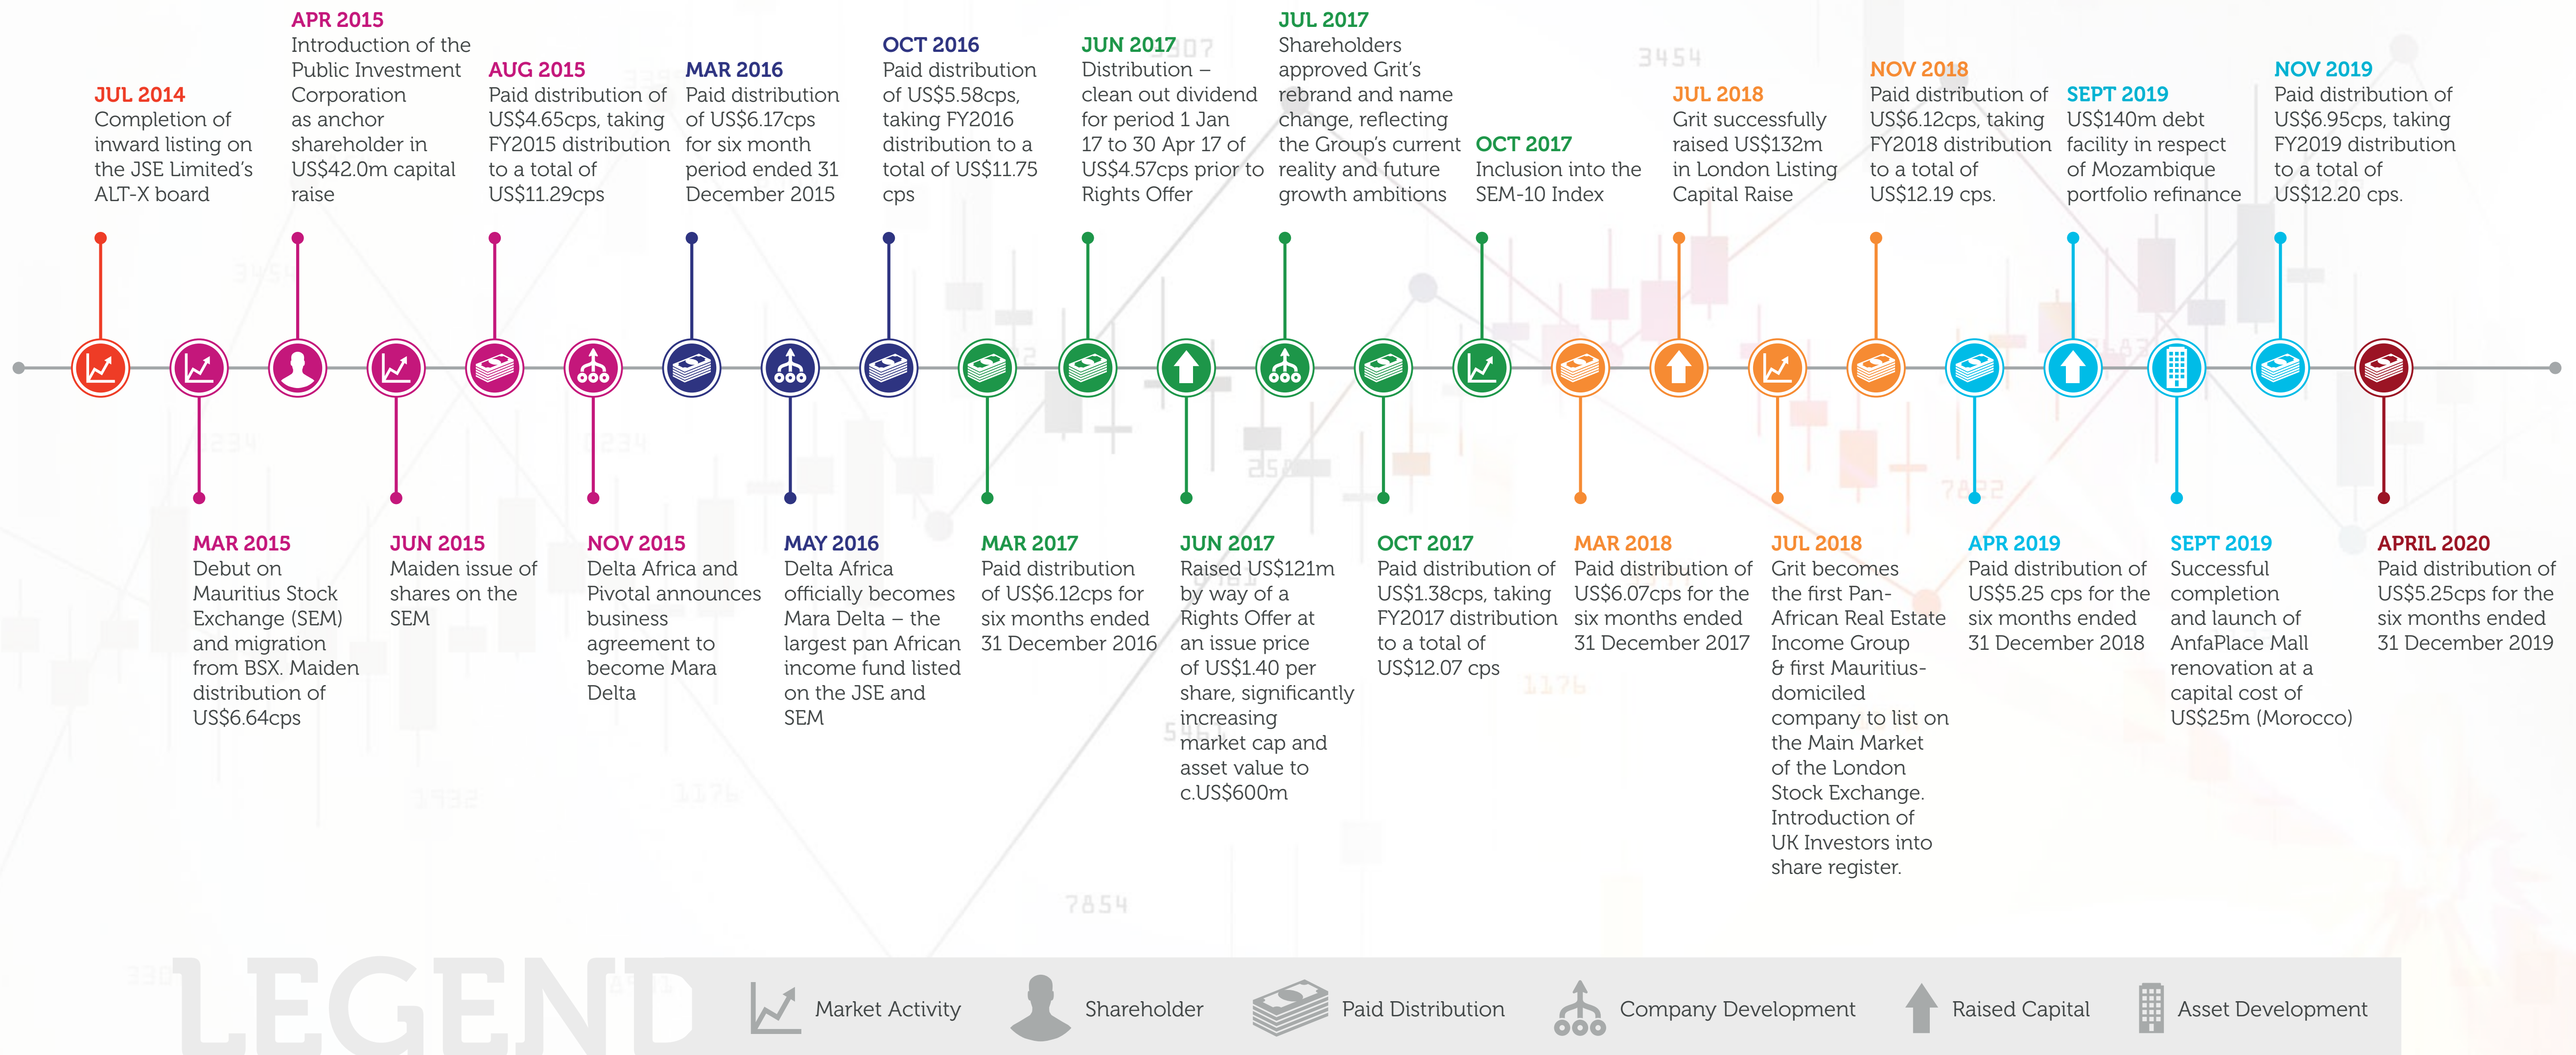 JUL 2014
Completion of
inward listing on
the JSE Limited’s
ALT-X board
APR 2015
Introduction of the
Public Investment
Corporation
as anchor
shareholder in
US$42.0m capital
raise
AUG 2015
Paid distribution of
US$4.65cps, taking
FY2015 distribution
to a total of
US$11.29cps
MAR 2016
Paid distribution
of US$6.17cps
for six month
period ended 31
December 2015
OCT 2016
Paid distribution
of US$5.58cps,
taking FY2016
distribution to a
total of US$11.75
cps
JUN 2017
Distribution –
clean out dividend
for period 1 Jan
17 to 30 Apr 17 of
US$4.57cps prior to
Rights Offer
JUL 2017
Shareholders
approved Grit’s
rebrand and name
change, reflecting
the Group’s current
reality and future
growth ambitions
OCT 2017
Inclusion into the
SEM-10 Index
JUL 2018
Grit successfully
raised US$132m
in London Listing
Capital Raise
NOV 2018
Paid distribution of
US$6.12cps, taking
FY2018 distribution
to a total of
US$12.19 cps.
SEPT 2019
US$140m debt
facility in respect
of Mozambique
portfolio refinance
NOV 2019
Paid distribution of
US$6.95cps, taking
FY2019 distribution
to a total of
US$12.20 cps.
MAR 2015
Debut on
Mauritius Stock
Exchange (SEM)
and migration
from BSX. Maiden
distribution of
US$6.64cps
JUN 2015
Maiden issue of
shares on the
SEM
NOV 2015
Delta Africa and
Pivotal announces
business
agreement to
become Mara
Delta
MAY 2016
Delta Africa
officially becomes
Mara Delta – the
largest pan African
income fund listed
on the JSE and
SEM
MAR 2017
Paid distribution
of US$6.12cps for
six months ended
31 December 2016
JUN 2017
Raised US$121m
by way of a
Rights Offer at
an issue price
of US$1.40 per
share, significantly
increasing
market cap and
asset value to
c.US$600m
OCT 2017
Paid distribution of
US$1.38cps, taking
FY2017 distribution
to a total of
US$12.07 cps
MAR 2018
Paid distribution of
US$6.07cps for the
six months ended
31 December 2017
JUL 2018
Grit becomes
the first Pan-
African Real Estate
Income Group
& first Mauritius-
domiciled
company to list on
the Main Market
of the London
Stock Exchange.
Introduction of
UK Investors into
share register.
APR 2019
Paid distribution of
US$5.25 cps for the
six months ended
31 December 2018
SEPT 2019
Successful
completion
and launch of
AnfaPlace Mall
renovation at a
capital cost of
US$25m (Morocco)
APRIL 2020
Paid distribution of
US$5.25cps for the
six months ended
31 December 2019
3454
3454
1234
1234
1932
1176
7854
7822
1176
LEGEND
Market Activity
Shareholder
Paid Distribution
Company Development
Raised Capital
Asset Development